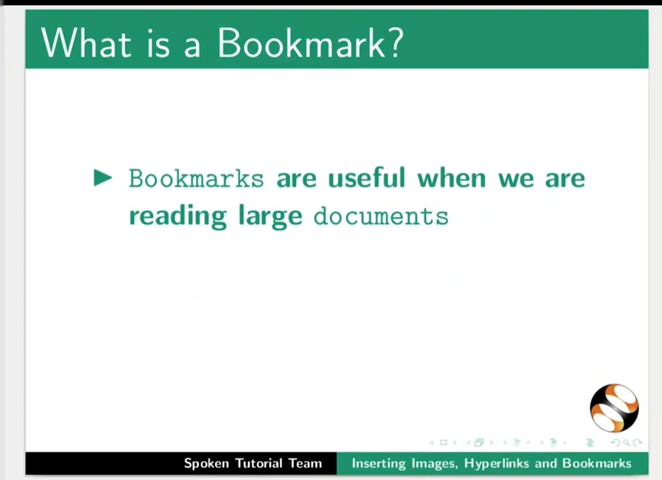 What is a Bookmark?
Bookmarks are useful when we are
reading large documents
Spoken Tutorial Team
Inserting Images, Hyperlinks and Bookmarks